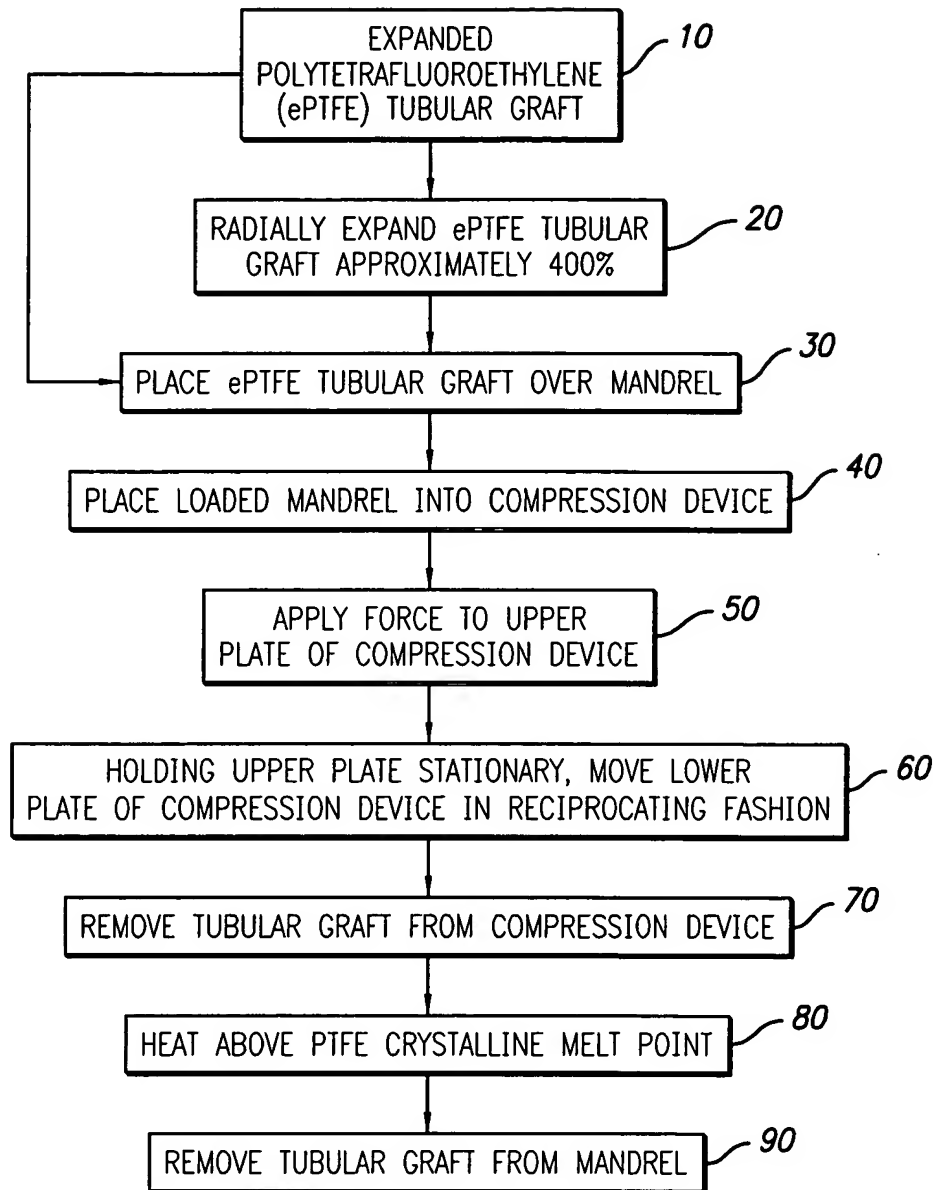 10
EXPANDED
POLYTETRAFLUOROETHYLENE
(ePTFE) TUBULAR GRAFT
20
RADIALLY EXPAND ePTFE TUBULAR
GRAFT APPROXIMATELY 400%
30
PLACE ePTFE TUBULAR GRAFT OVER MANDREL
40
PLACE LOADED MANDREL INTO COMPRESSION DEVICE
50
APPLY FORCE TO UPPER
PLATE OF COMPRESSION DEVICE
60
HOLDING UPPER PLATE STATIONARY, MOVE LOWER
PLATE OF COMPRESSION DEVICE IN RECIPROCATING FASHION
70
REMOVE TUBULAR GRAFT FROM COMPRESSION DEVICE
80
HEAT ABOVE PTFE CRYSTALLINE MELT POINT
90
REMOVE TUBULAR GRAFT FROM MANDREL